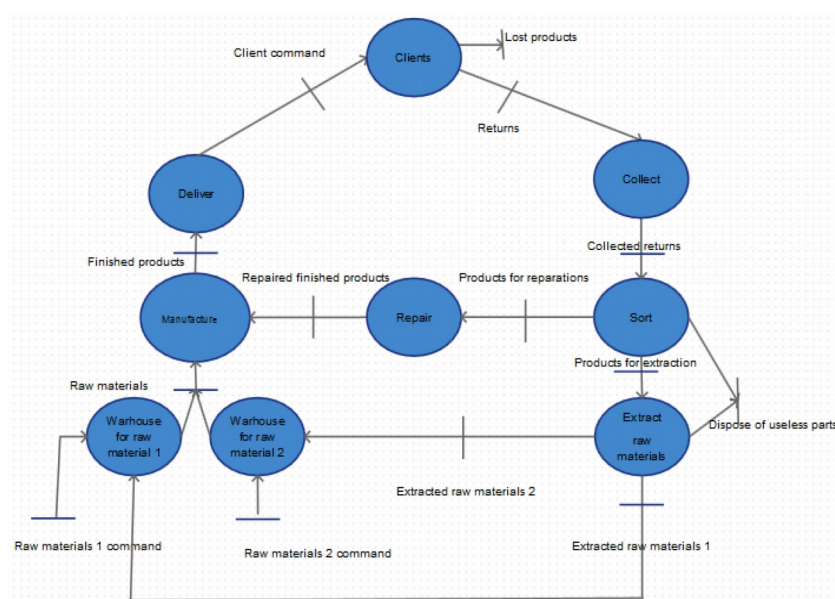 Lost products
Client command
Clients
Returns
Deliver
Collect
Collected returns
Finished products
Repaired finished products
Products for reparations
Manufacture
Repair
Sort
Products for extraction
Raw materials
Warhouse
for raw
material 1
Warhouse
for raw
material 2
Extract
raw
materials
Dispose of useless parts
Extracted raw materials 2
Raw materials 1 command
Raw materials 2 command
Extracted raw materials 1